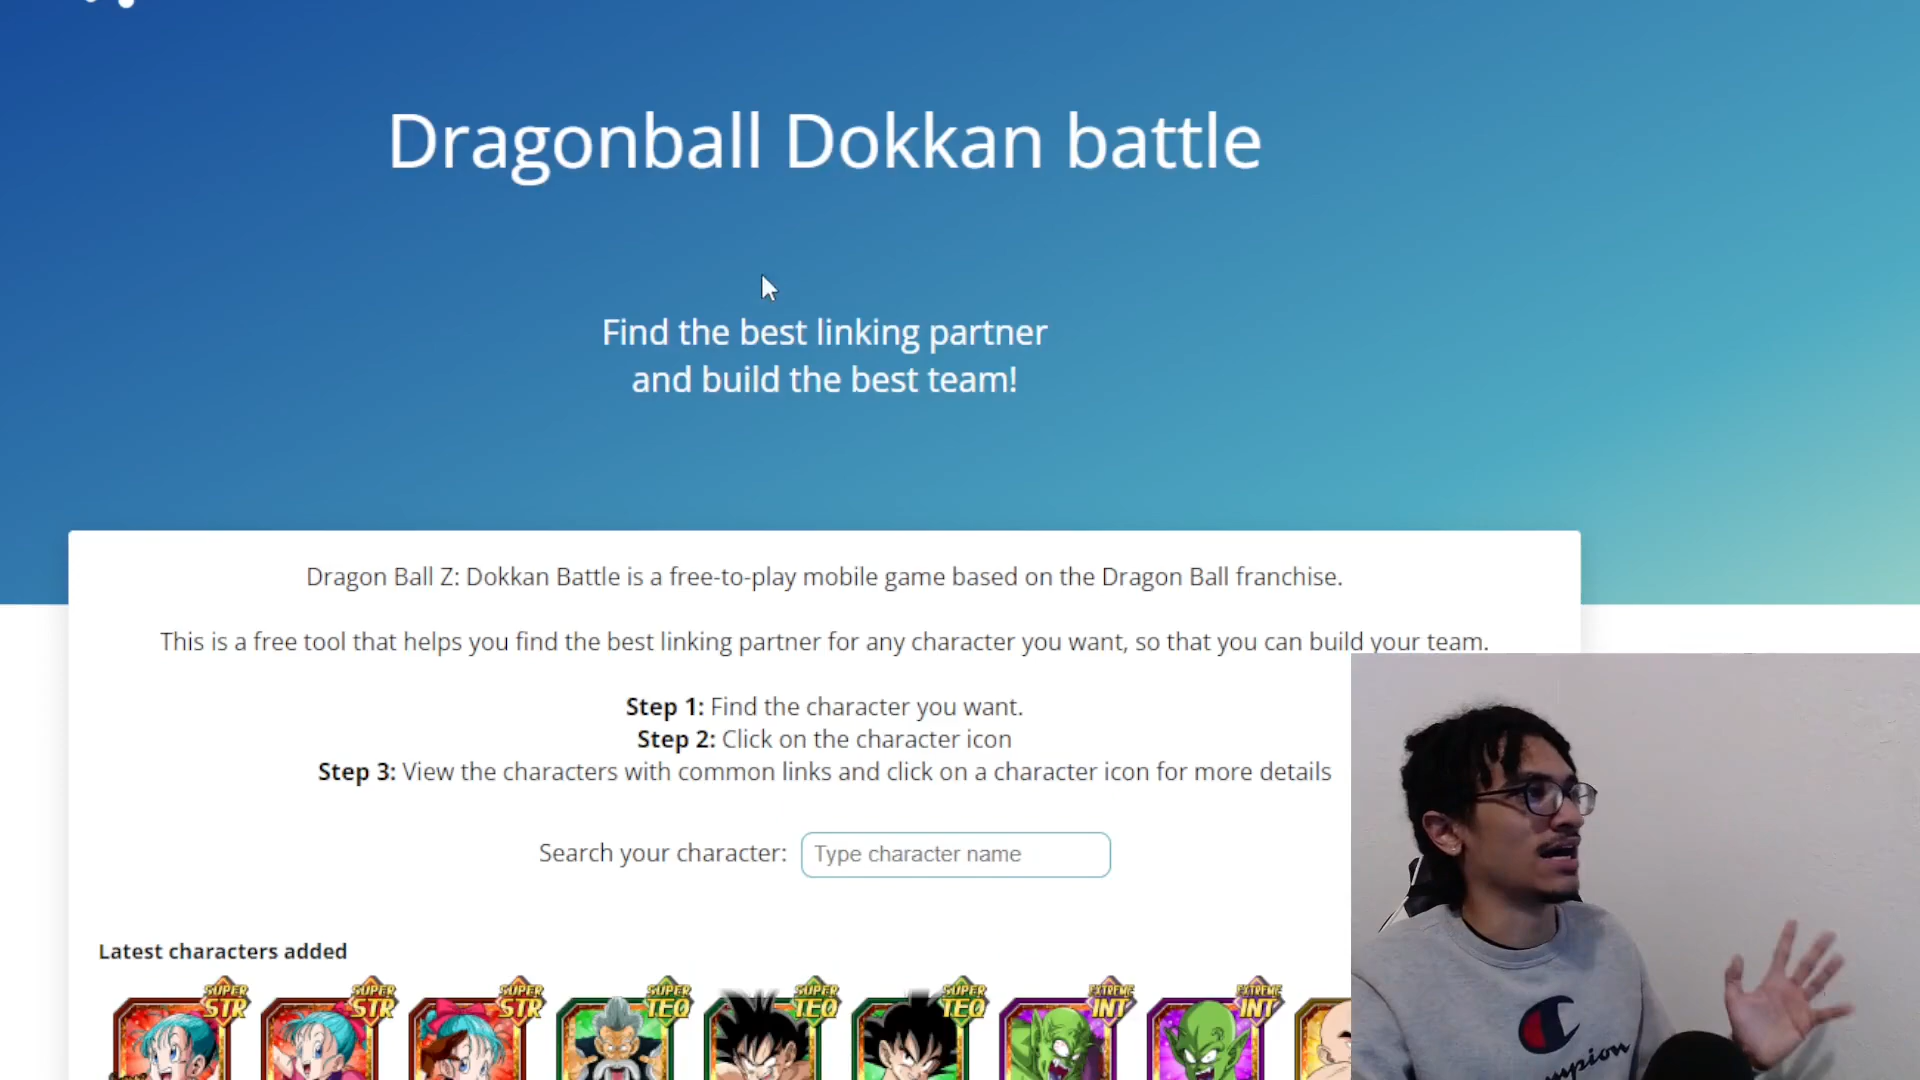 Dragonball Dokkan battle
Find the best linking partner
and build the best team!
Dragon Ball Z: Dokkan Battle is a free-to-play mobile game based on the Dragon Ball franchise.
This is a free tool that helps you find the best linking partner for any character you want, so that you can build your team.
Step 1: Find the character you want.
Step 2: Click on the character icon
Step 3: View the characters with common links and click on a character icon for more details
Search your character: Type character name
Latest characters added
SUPER STR SUPER STR SUPER STR SUPER TEQ SUPER TEQ SUPER TEQ EXTREME INT EXTREME INT